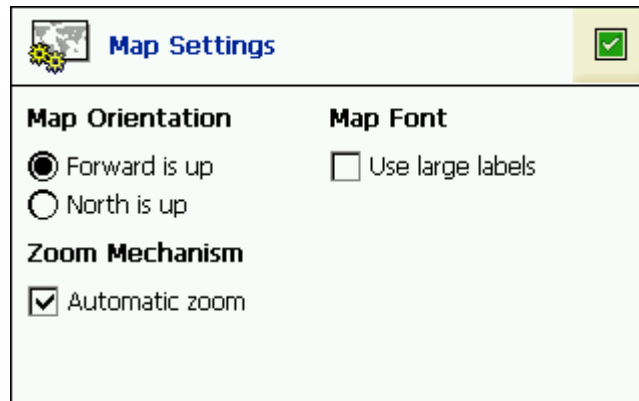 Map Settings
Map Orientation
Forward is up
North is up
Zoom Mechanism
Automatic zoom
Map Font
Use large labels